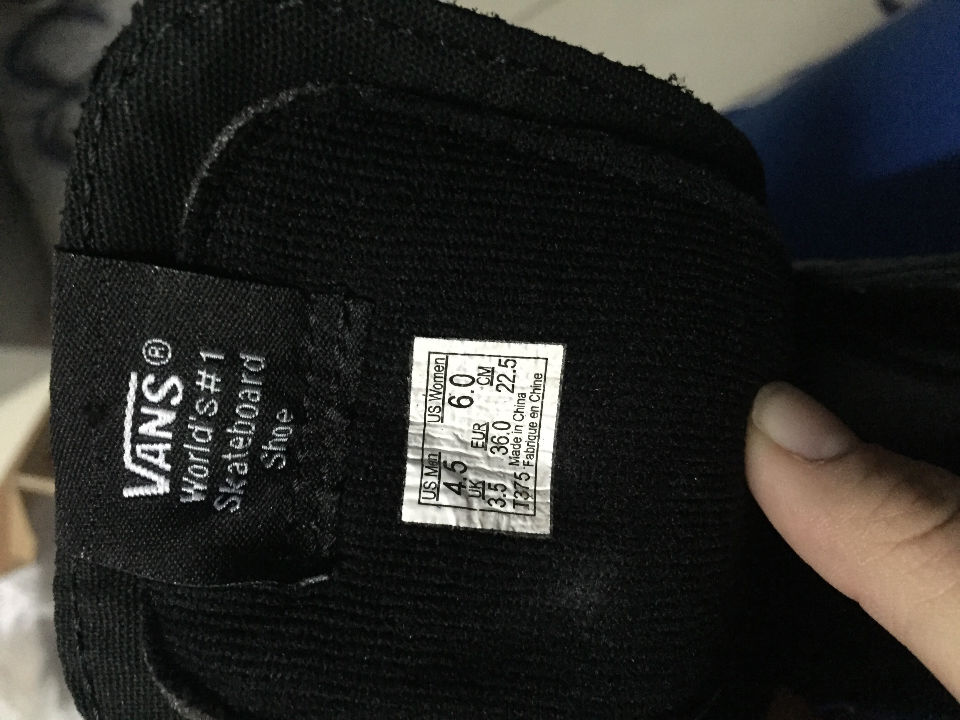 VANS®
World's #1
Skateboard
Shoe
US Man US Women
4.5 6.0
UK EUR CM
3.5 36.0 22.5
T375 Made in China
Fabrique en Chine